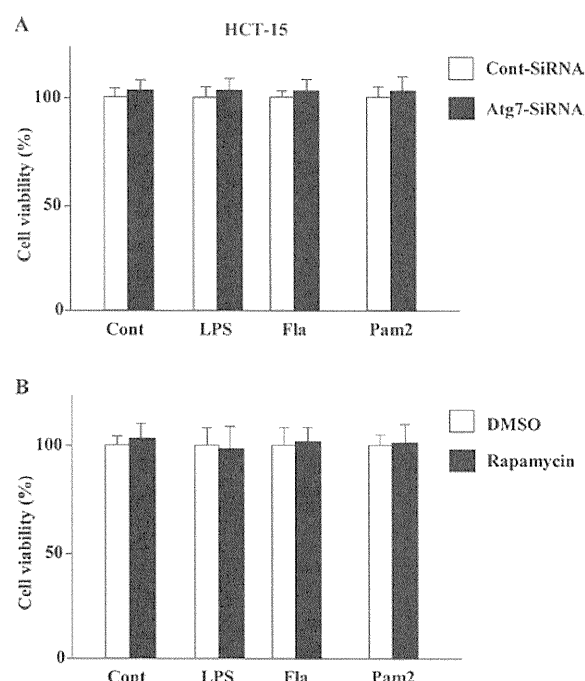 A
HCT-15
Cell viability (%)
100
50
0
Cont LPS Fla Pam2
Cont-SiRNA
Atg7-SiRNA
B
Cell viability (%)
100
50
0
Cont LPS Fla Pam2
DMSO
Rapamycin